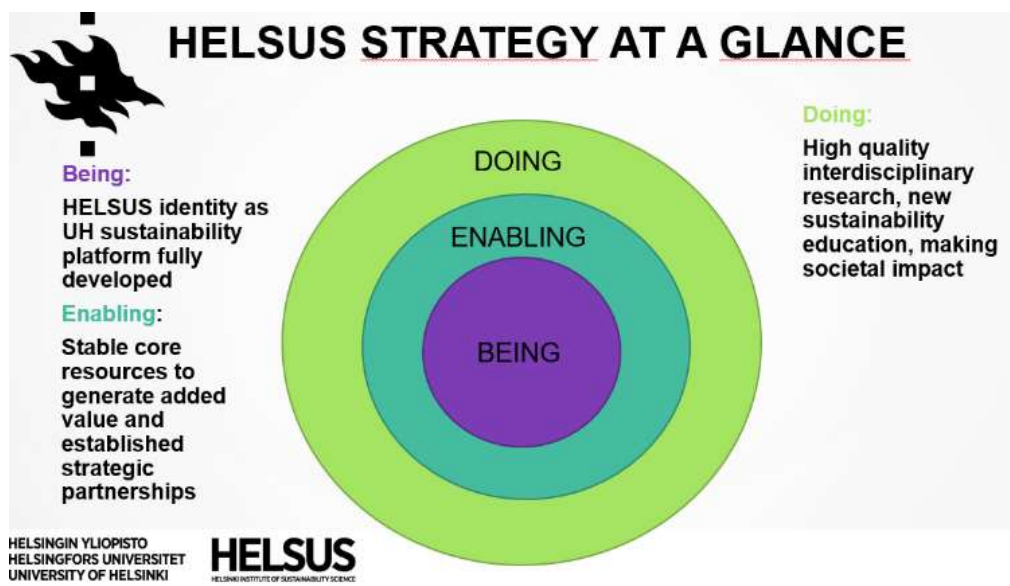 HELSUS STRATEGY AT A GLANCE
Being:
HELSUS identity as
UH sustainability
platform fully
developed
Enabling:
Stable core
resources to
generate added
value and
established
strategic
partnerships
DOING
ENABLING
BEING
Doing:
High quality
interdisciplinary
research, new
sustainability
education, making
societal impact
HELSINGIN YLIOPISTO
HELSINGFORS UNIVERSITET
UNIVERSITY OF HELSINKI
HELSUS
HELSINKI INSTITUTE OF SUSTAINABILITY SCIENCE